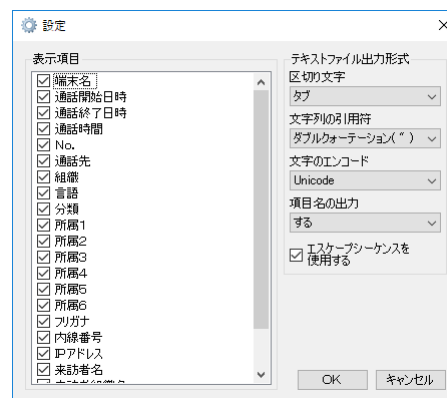 設定
表示項目
端末名
通話開始日時
通話終了日時
通話時間
No.
通話先
組織
言語
分類
所属1
所属2
所属3
所属4
所属5
所属6
フリガナ
内線番号
IPアドレス
来訪者名
テキストファイル出力形式
区切り文字
タブ
文字列の引用符
ダブルクォーテーション( ″ )
文字のエンコード
Unicode
項目名の出力
する
エスケープシーケンスを
使用する
OK
キャンセル